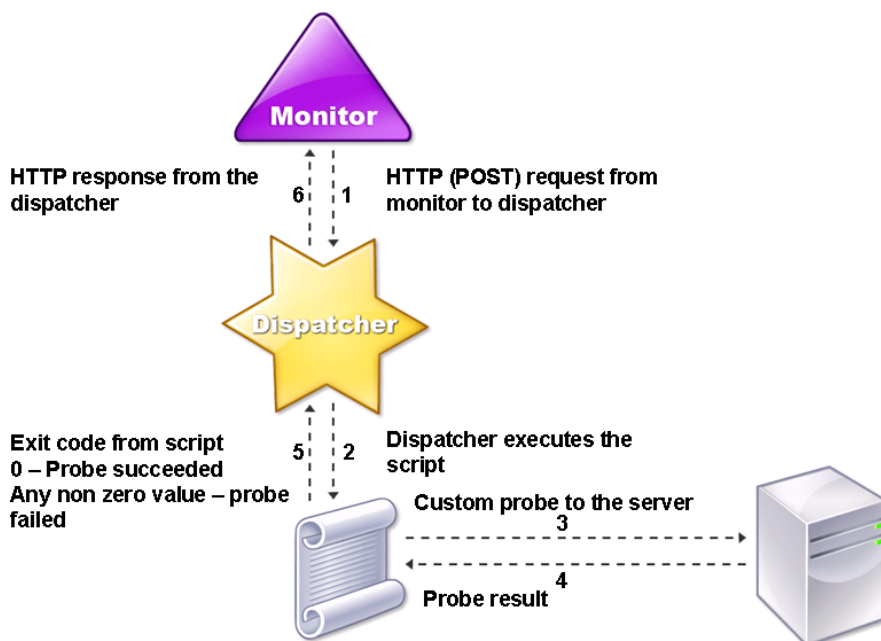 Monitor
HTTP response from the
dispatcher
6
1
HTTP (POST) request from
monitor to dispatcher
Dispatcher
Exit code from script
0 – Probe succeeded
Any non zero value – probe
failed
5
2
Dispatcher executes the
script
Custom probe to the server
3
4
Probe result